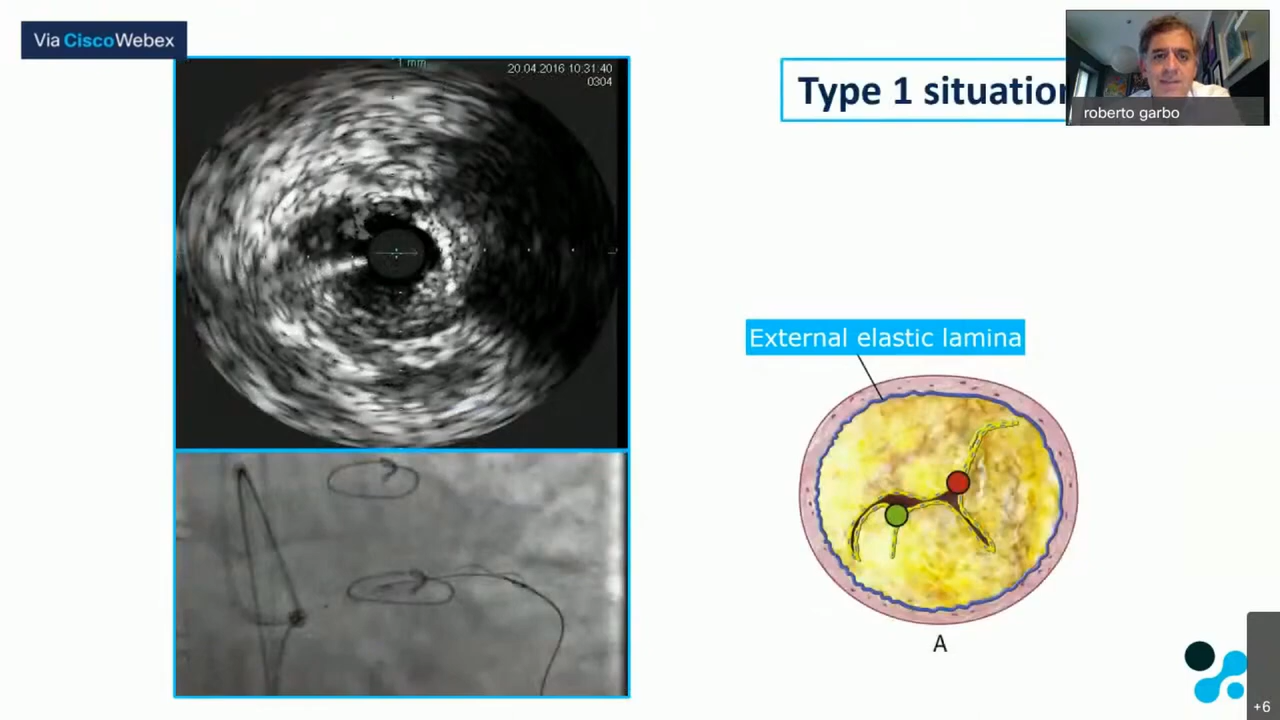 Via CiscoWebex
1 mm
20.04.2016 10:31:40
0304
Type 1 situation
roberto garbo
External elastic lamina
A
+6